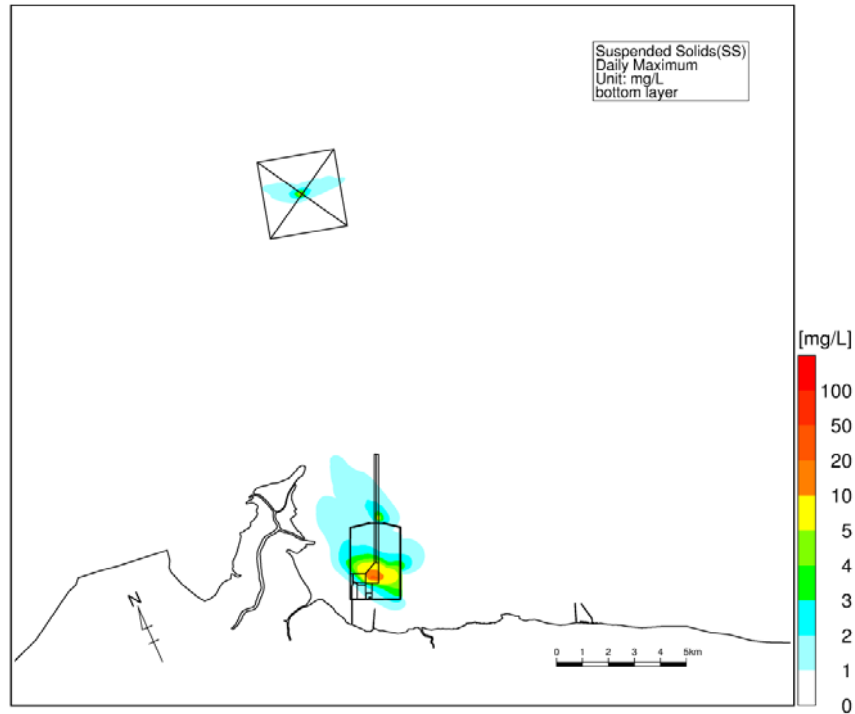 Suspended Solids(SS)
Daily Maximum
Unit: mg/L
bottom layer
[mg/L]
100
50
20
10
5
4
3
2
1
0
N
0 1 2 3 4 5km